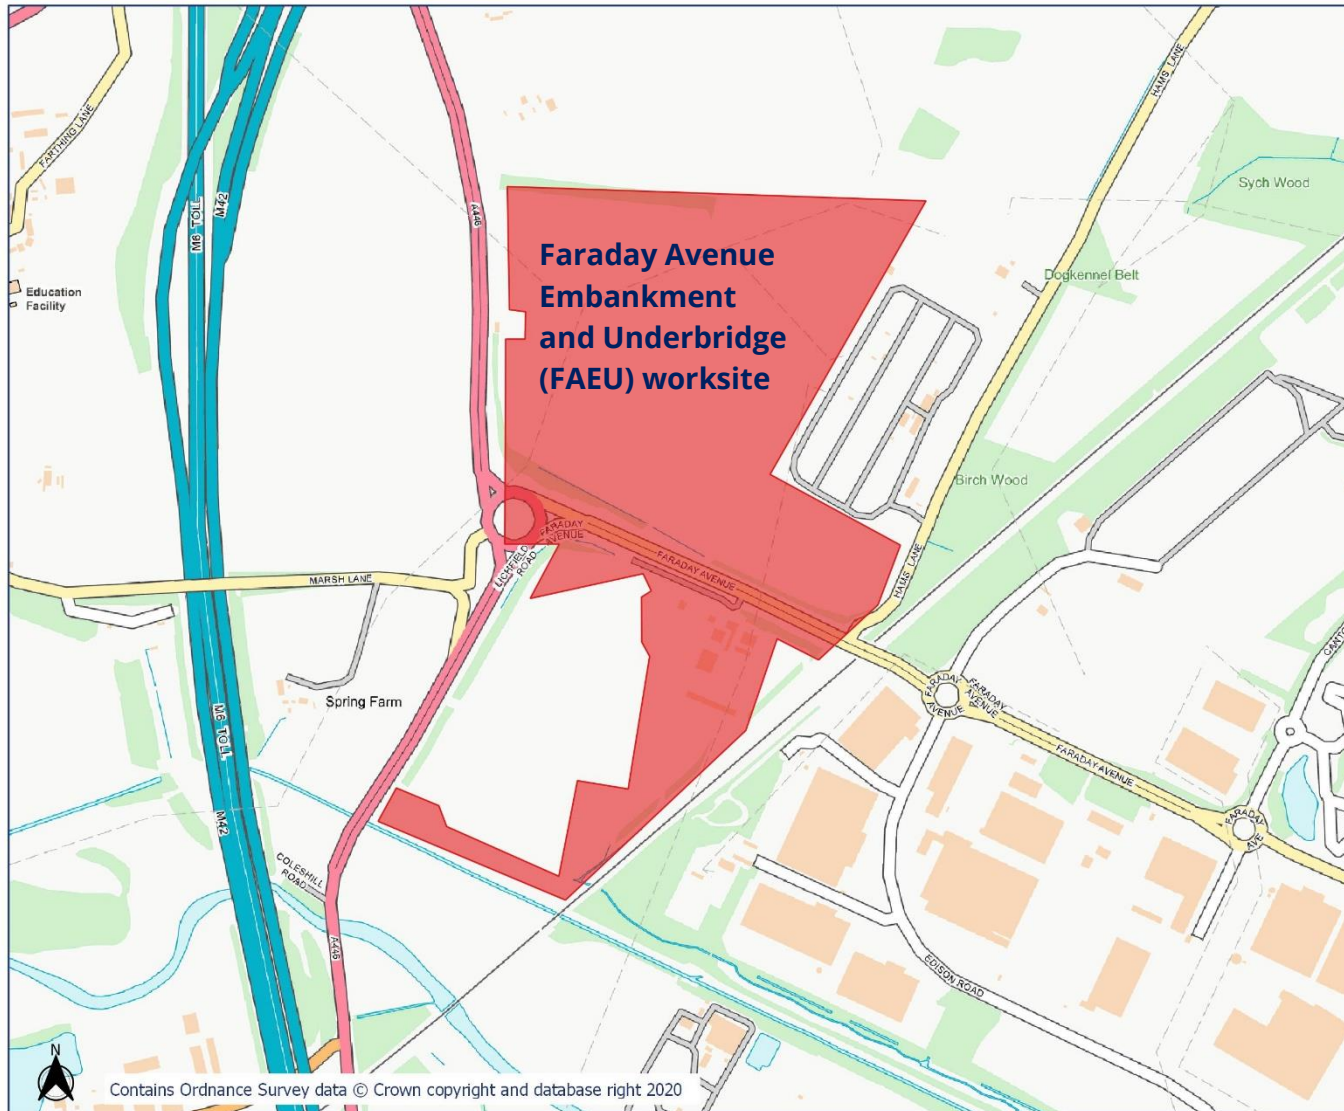 FARTHING LANE
M6 TOLL
M42
A446
HAMS LANE
Sych Wood
Faraday Avenue
Embankment
and Underbridge
(FAEU) worksite
Education
Facility
Dogkennel Belt
Birch Wood
FARADAY
AVENUE
LICHFIELD
ROAD
FARADAY AVENUE
MARSH LANE
HAMS LANE
Spring Farm
FARADAY
AVENUE
FARADAY
AVENUE
M6 TOLL
M42
FARADAY AVENUE
FARADAY
AVE
COLESHILL
ROAD
A446
EDISON ROAD
N
Contains Ordnance Survey data © Crown copyright and database right 2020